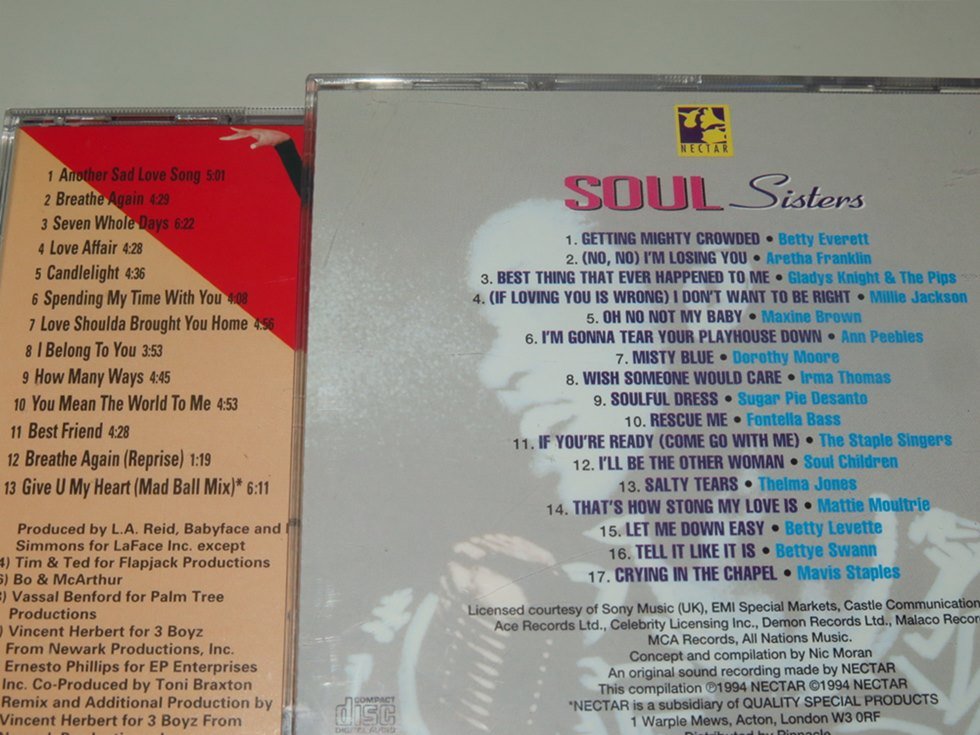 1 Another Sad Love Song 5:01
2 Breathe Again 4:29
3 Seven Whole Days 6:22
4 Love Affair 4:28
5 Candlelight 4:36
6 Spending My Time With You 4:08
7 Love Shoulda Brought You Home 4:56
8 I Belong To You 3:53
9 How Many Ways 4:45
10 You Mean The World To Me 4:53
11 Best Friend 4:28
12 Breathe Again (Reprise) 1:19
13 Give U My Heart (Mad Ball Mix)* 6:11
Produced by L.A. Reid, Babyface and
Simmons for LaFace Inc. except
4) Tim & Ted for Flapjack Productions
6) Bo & McArthur
) Vassal Benford for Palm Tree
Productions
) Vincent Herbert for 3 Boyz
From Newark Productions, Inc.
Ernesto Phillips for EP Enterprises
Inc. Co-Produced by Toni Braxton
Remix and Additional Production by
Vincent Herbert for 3 Boyz From
NECTAR
SOUL Sisters
1. GETTING MIGHTY CROWDED • Betty Everett
2. (NO, NO) I'M LOSING YOU • Aretha Franklin
3. BEST THING THAT EVER HAPPENED TO ME • Gladys Knight & The Pips
4. (IF LOVING YOU IS WRONG) I DON'T WANT TO BE RIGHT • Millie Jackson
5. OH NO NOT MY BABY • Maxine Brown
6. I'M GONNA TEAR YOUR PLAYHOUSE DOWN • Ann Peebies
7. MISTY BLUE • Dorothy Moore
8. WISH SOMEONE WOULD CARE • Irma Thomas
9. SOULFUL DRESS • Sugar Pie Desanto
10. RESCUE ME • Fontella Bass
11. IF YOU'RE READY (COME GO WITH ME) • The Staple Singers
12. I'LL BE THE OTHER WOMAN • Soul Children
13. SALTY TEARS • Thelma Jones
14. THAT'S HOW STONG MY LOVE IS • Mattie Moultrie
15. LET ME DOWN EASY • Betty Levette
16. TELL IT LIKE IT IS • Bettye Swann
17. CRYING IN THE CHAPEL • Mavis Staples
Licensed courtesy of Sony Music (UK), EMI Special Markets, Castle Communication
Ace Records Ltd., Celebrity Licensing Inc., Demon Records Ltd., Malaco Recor
MCA Records, All Nations Music.
Concept and compilation by Nic Moran
An original sound recording made by NECTAR
This compilation ℗1994 NECTAR ©1994 NECTAR
*NECTAR is a subsidiary of QUALITY SPECIAL PRODUCTS
1 Warple Mews, Acton, London W3 0RF
Distributed by Pinnacle
COMPACT
disc
DIGITAL AUDIO